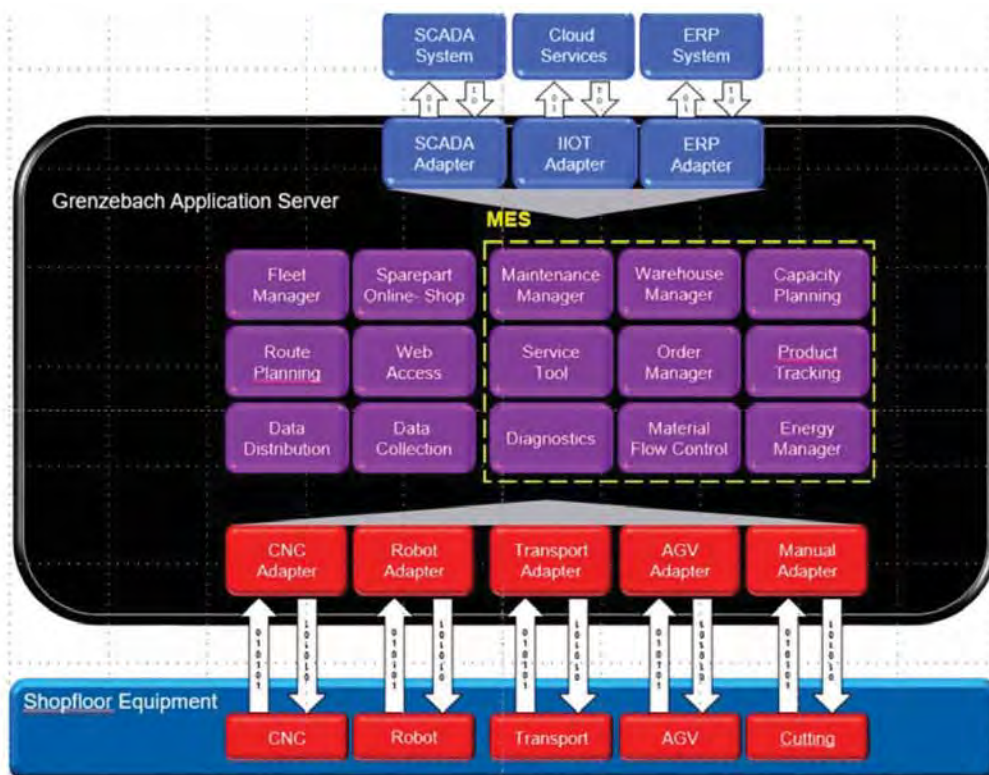 SCADA
System
Cloud
Services
ERP
System
SCADA
Adapter
IIOT
Adapter
ERP
Adapter
Grenzebach Application Server
MES
Fleet
Manager
Sparepart
Online- Shop
Maintenance
Manager
Warehouse
Manager
Capacity
Planning
Route
Planning
Web
Access
Service
Tool
Order
Manager
Product
Tracking
Data
Distribution
Data
Collection
Diagnostics
Material
Flow Control
Energy
Manager
CNC
Adapter
Robot
Adapter
Transport
Adapter
AGV
Adapter
Manual
Adapter
Shopfloor Equipment
CNC
Robot
Transport
AGV
Cutting